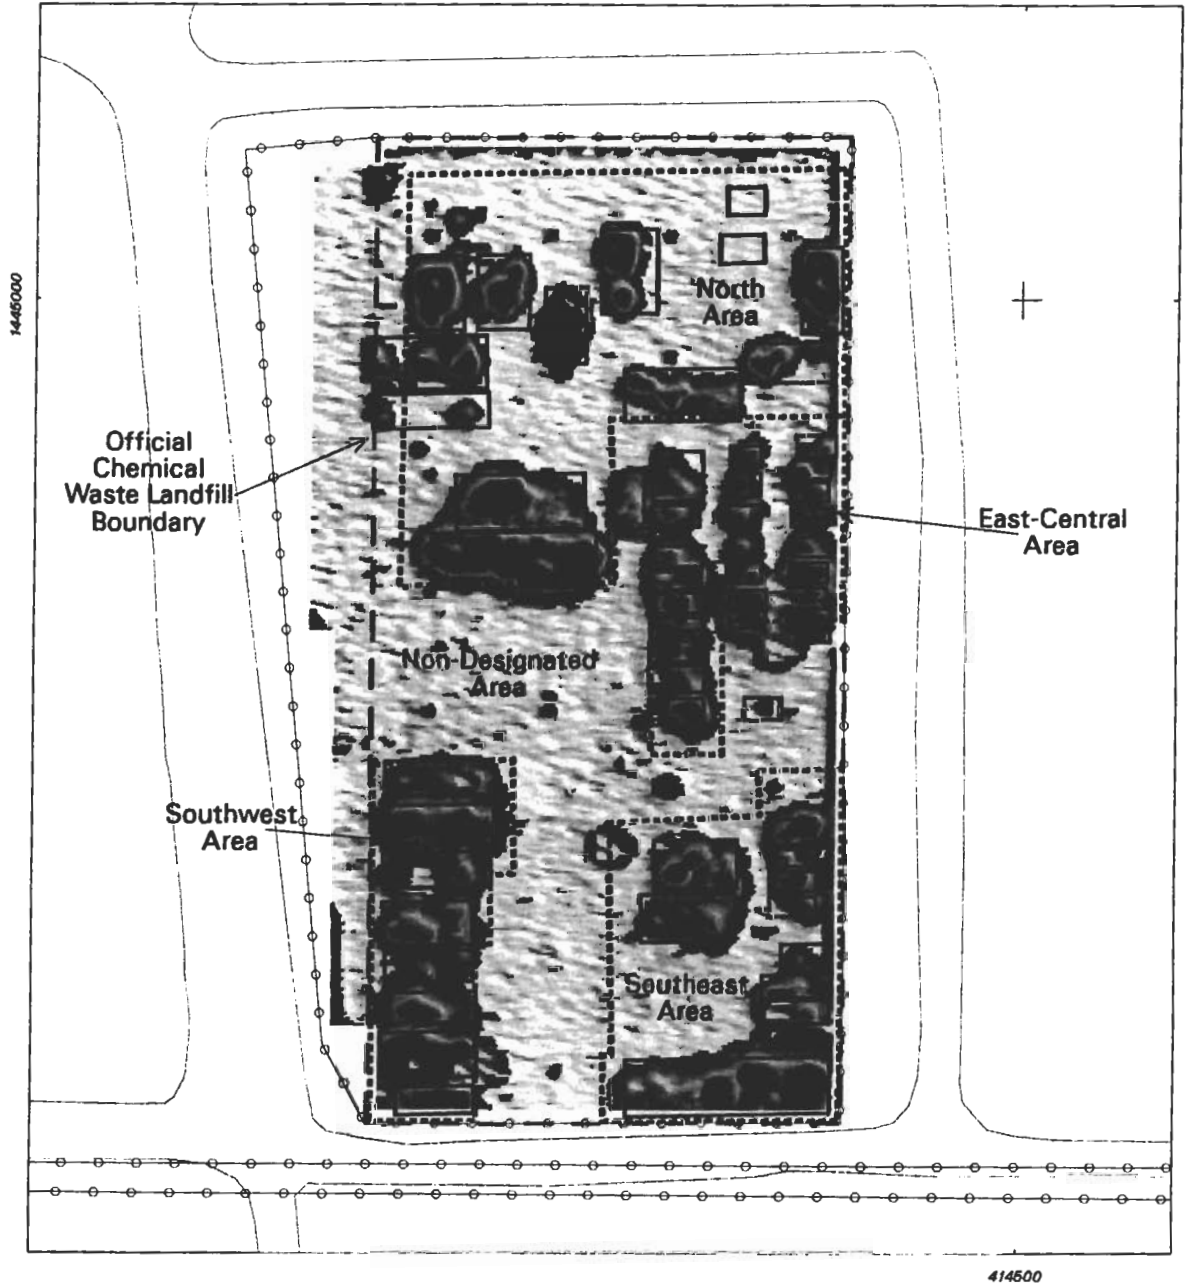 1445000
"North
Area
Official
Chemical
Waste Landfill
Boundary
East-Central
Area
Non-Designated
Area
Southwest
Area
Southeast
Area
414500